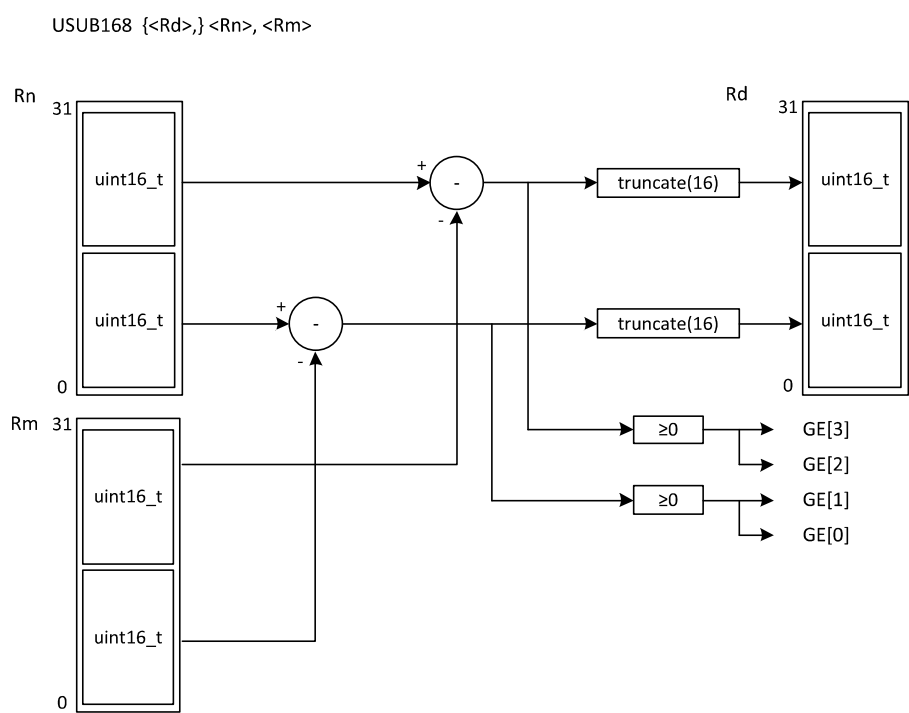 USUB168 {<Rd>,} <Rn>, <Rm>
Rn
31
uint16_t
uint16_t
0
Rm
31
uint16_t
uint16_t
0
+
-
-
+
-
-
truncate(16)
truncate(16)
≥0
≥0
Rd
31
uint16_t
uint16_t
0
GE[3]
GE[2]
GE[1]
GE[0]